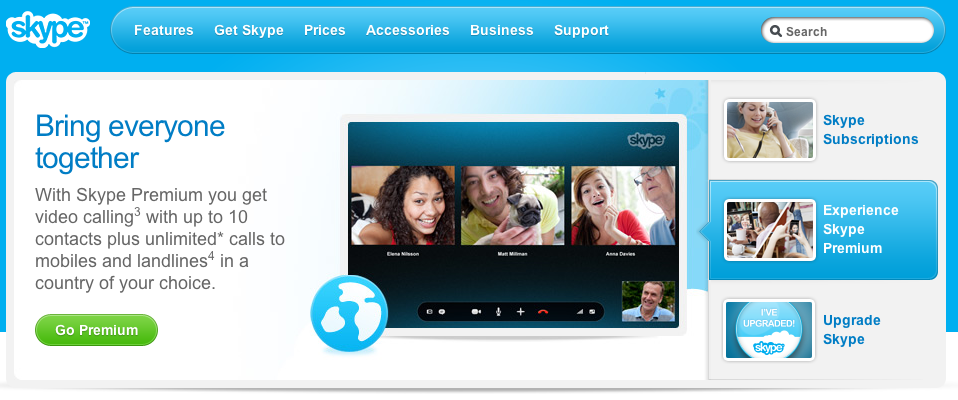 skype™
Features Get Skype Prices Accessories Business Support
Search
Bring everyone
together
With Skype Premium you get
video calling3 with up to 10
contacts plus unlimited* calls to
mobiles and landlines4 in a
country of your choice.
Go Premium
skype
Elena Nilsson Matt Millman Anna Davies
Skype
Subscriptions
Experience
Skype
Premium
I'VE
UPGRADED!
skype
Upgrade
Skype